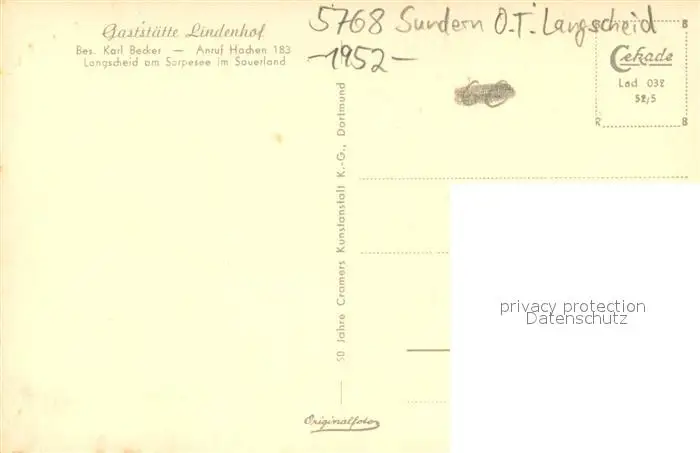 Gaststätte Lindenhof
Bes. Karl Becker — Anruf Hachen 183
Langscheid am Sorpesee im Sauerland
5768 Sundern O.T. Langscheid
-1952-
Cekade
Lad 032
52/5
R B
50 Jahre Cramers Kunstanstalt K.-G., Dortmund
Originalfoto
privacy protection
Datenschutz